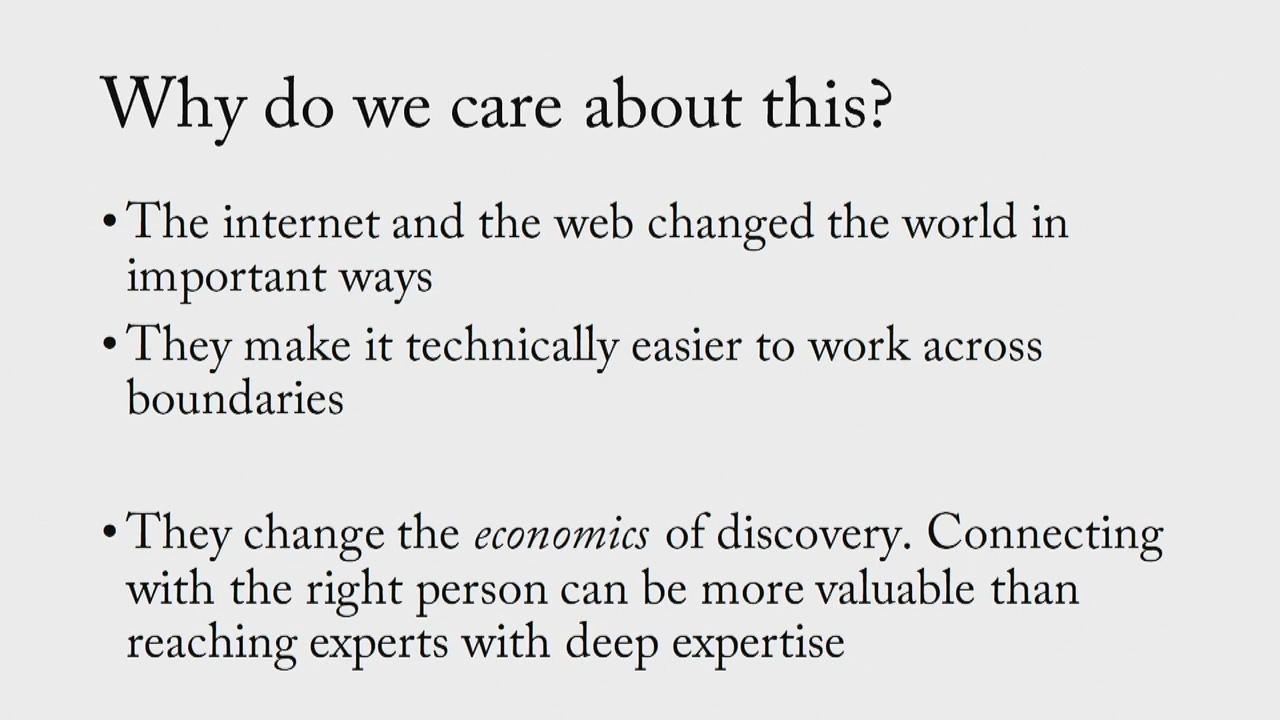 Why do we care about this?
• The internet and the web changed the world in
important ways
• They make it technically easier to work across
boundaries
• They change the economics of discovery. Connecting
with the right person can be more valuable than
reaching experts with deep expertise